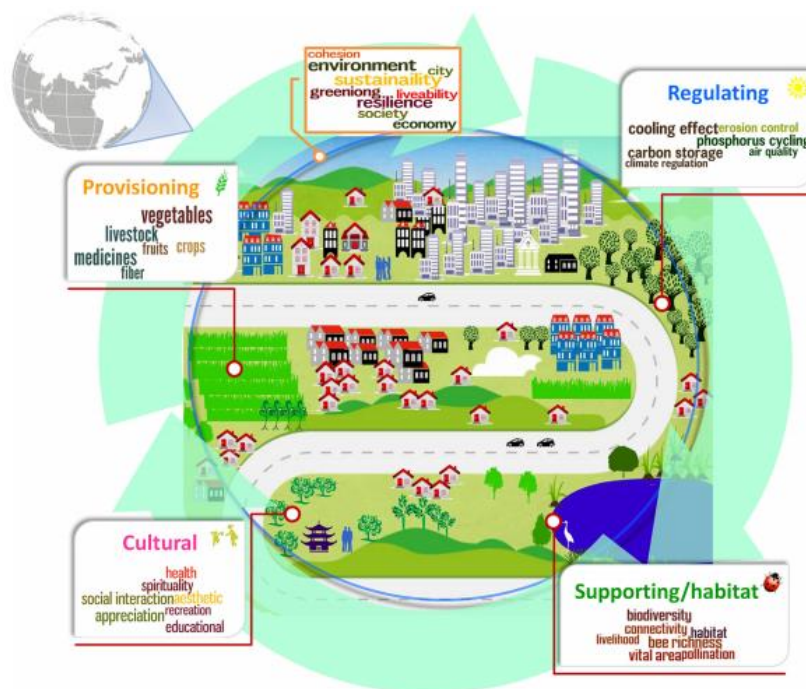 cohesion
environment
city
sustainaility
greeniong
liveability
resilience
society
economy
Regulating
cooling effect
erosion control
phosphorus cycling
carbon storage
air quality
climate regulation
Provisioning
vegetables
livestock
fruits
crops
medicines
fiber
Cultural
health
spirituality
social interaction
aesthetic
appreciation
recreation
educational
Supporting/habitat
biodiversity
connectivity
habitat
livelihood
bee richness
vital area
pollination